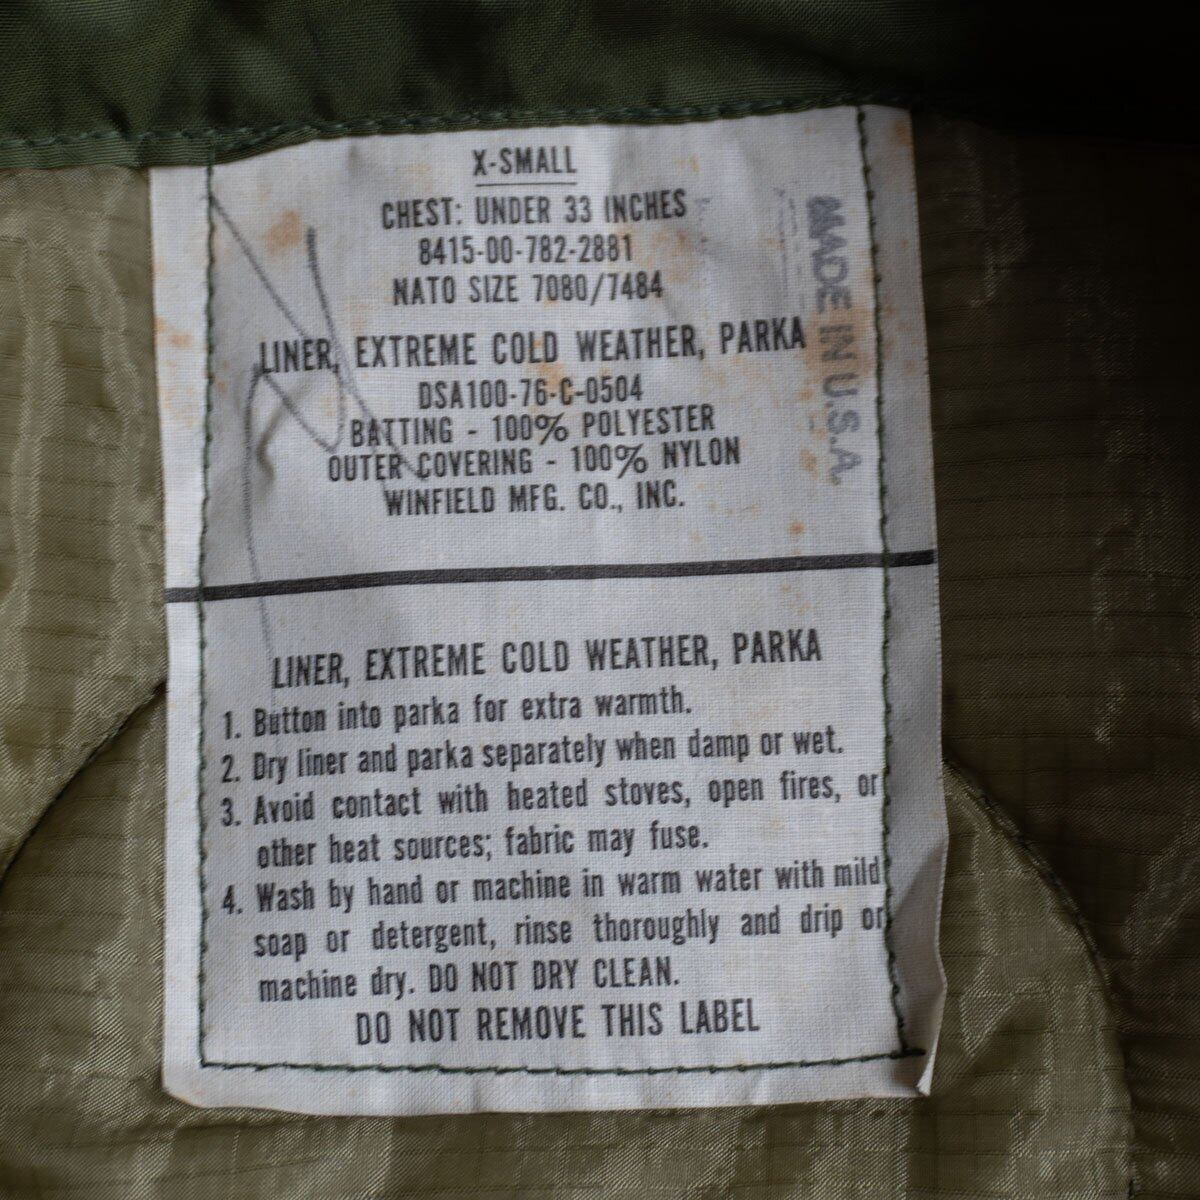 X-SMALL
CHEST: UNDER 33 INCHES
8415-00-782-2881
NATO SIZE 7080/7484
LINER, EXTREME COLD WEATHER, PARKA
DSA100-76-C-0504
BATTING - 100% POLYESTER
OUTER COVERING - 100% NYLON
WINFIELD MFG. CO., INC.
MADE IN U.S.A.
LINER, EXTREME COLD WEATHER, PARKA
1. Button into parka for extra warmth.
2. Dry liner and parka separately when damp or wet.
3. Avoid contact with heated stoves, open fires, or
other heat sources; fabric may fuse.
4. Wash by hand or machine in warm water with mild
soap or detergent, rinse thoroughly and drip or
machine dry. DO NOT DRY CLEAN.
DO NOT REMOVE THIS LABEL